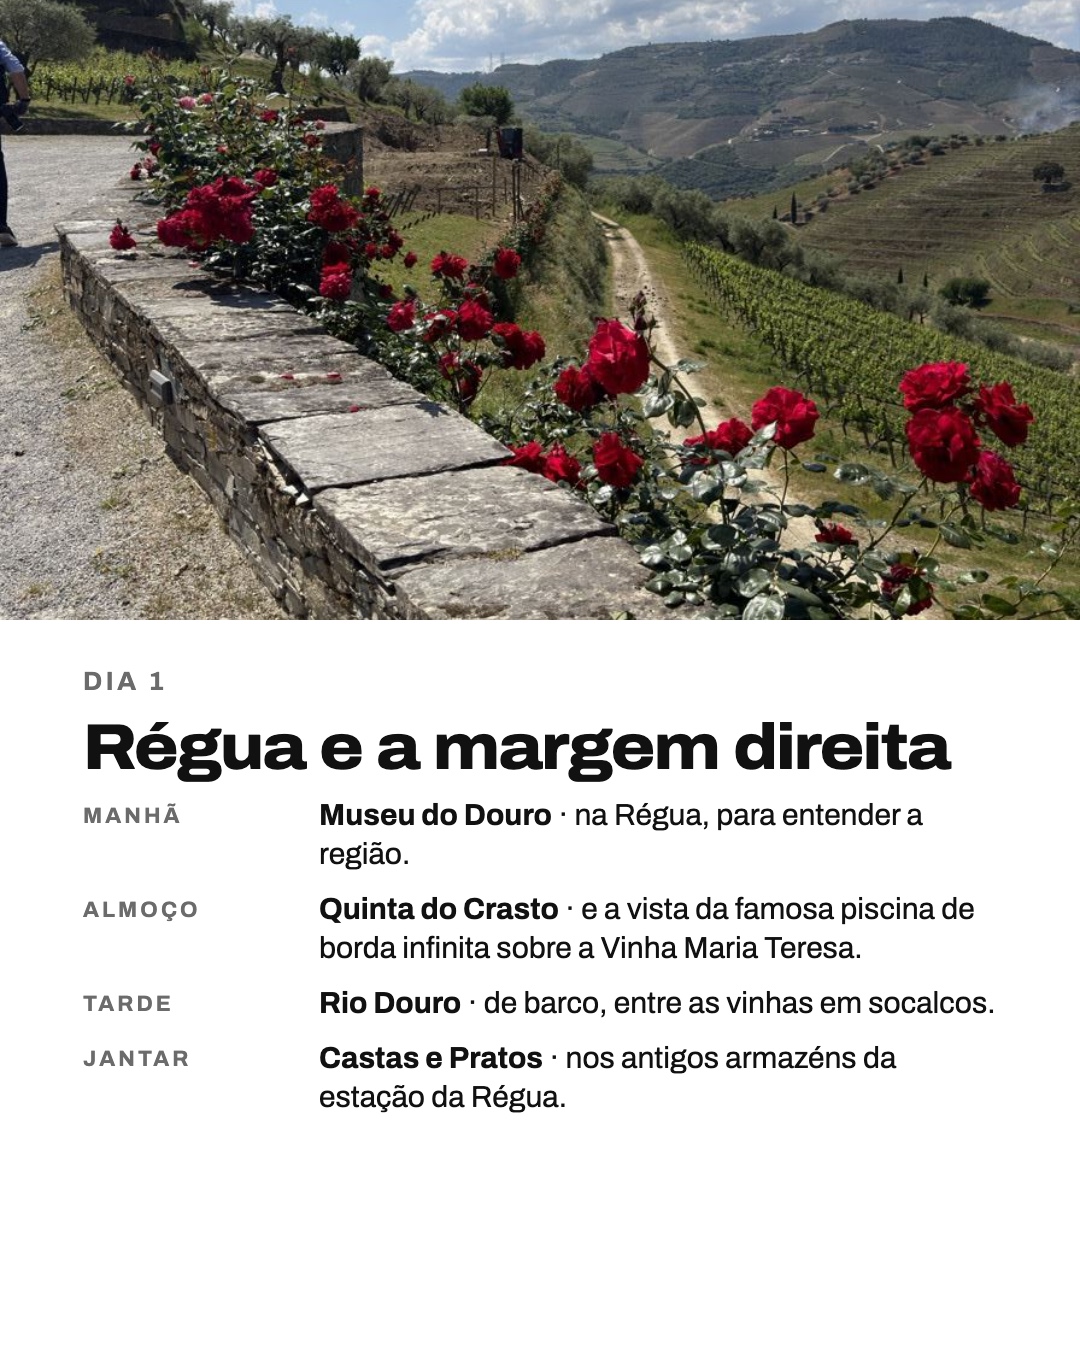 DIA 1
Régua e a margem direita
MANHÃ
Museu do Douro · na Régua, para entender a
região.
ALMOÇO
Quinta do Crasto · e a vista da famosa piscina de
borda infinita sobre a Vinha Maria Teresa.
TARDE
Rio Douro · de barco, entre as vinhas em socalcos.
JANTAR
Castas e Pratos · nos antigos armazéns da
estação da Régua.